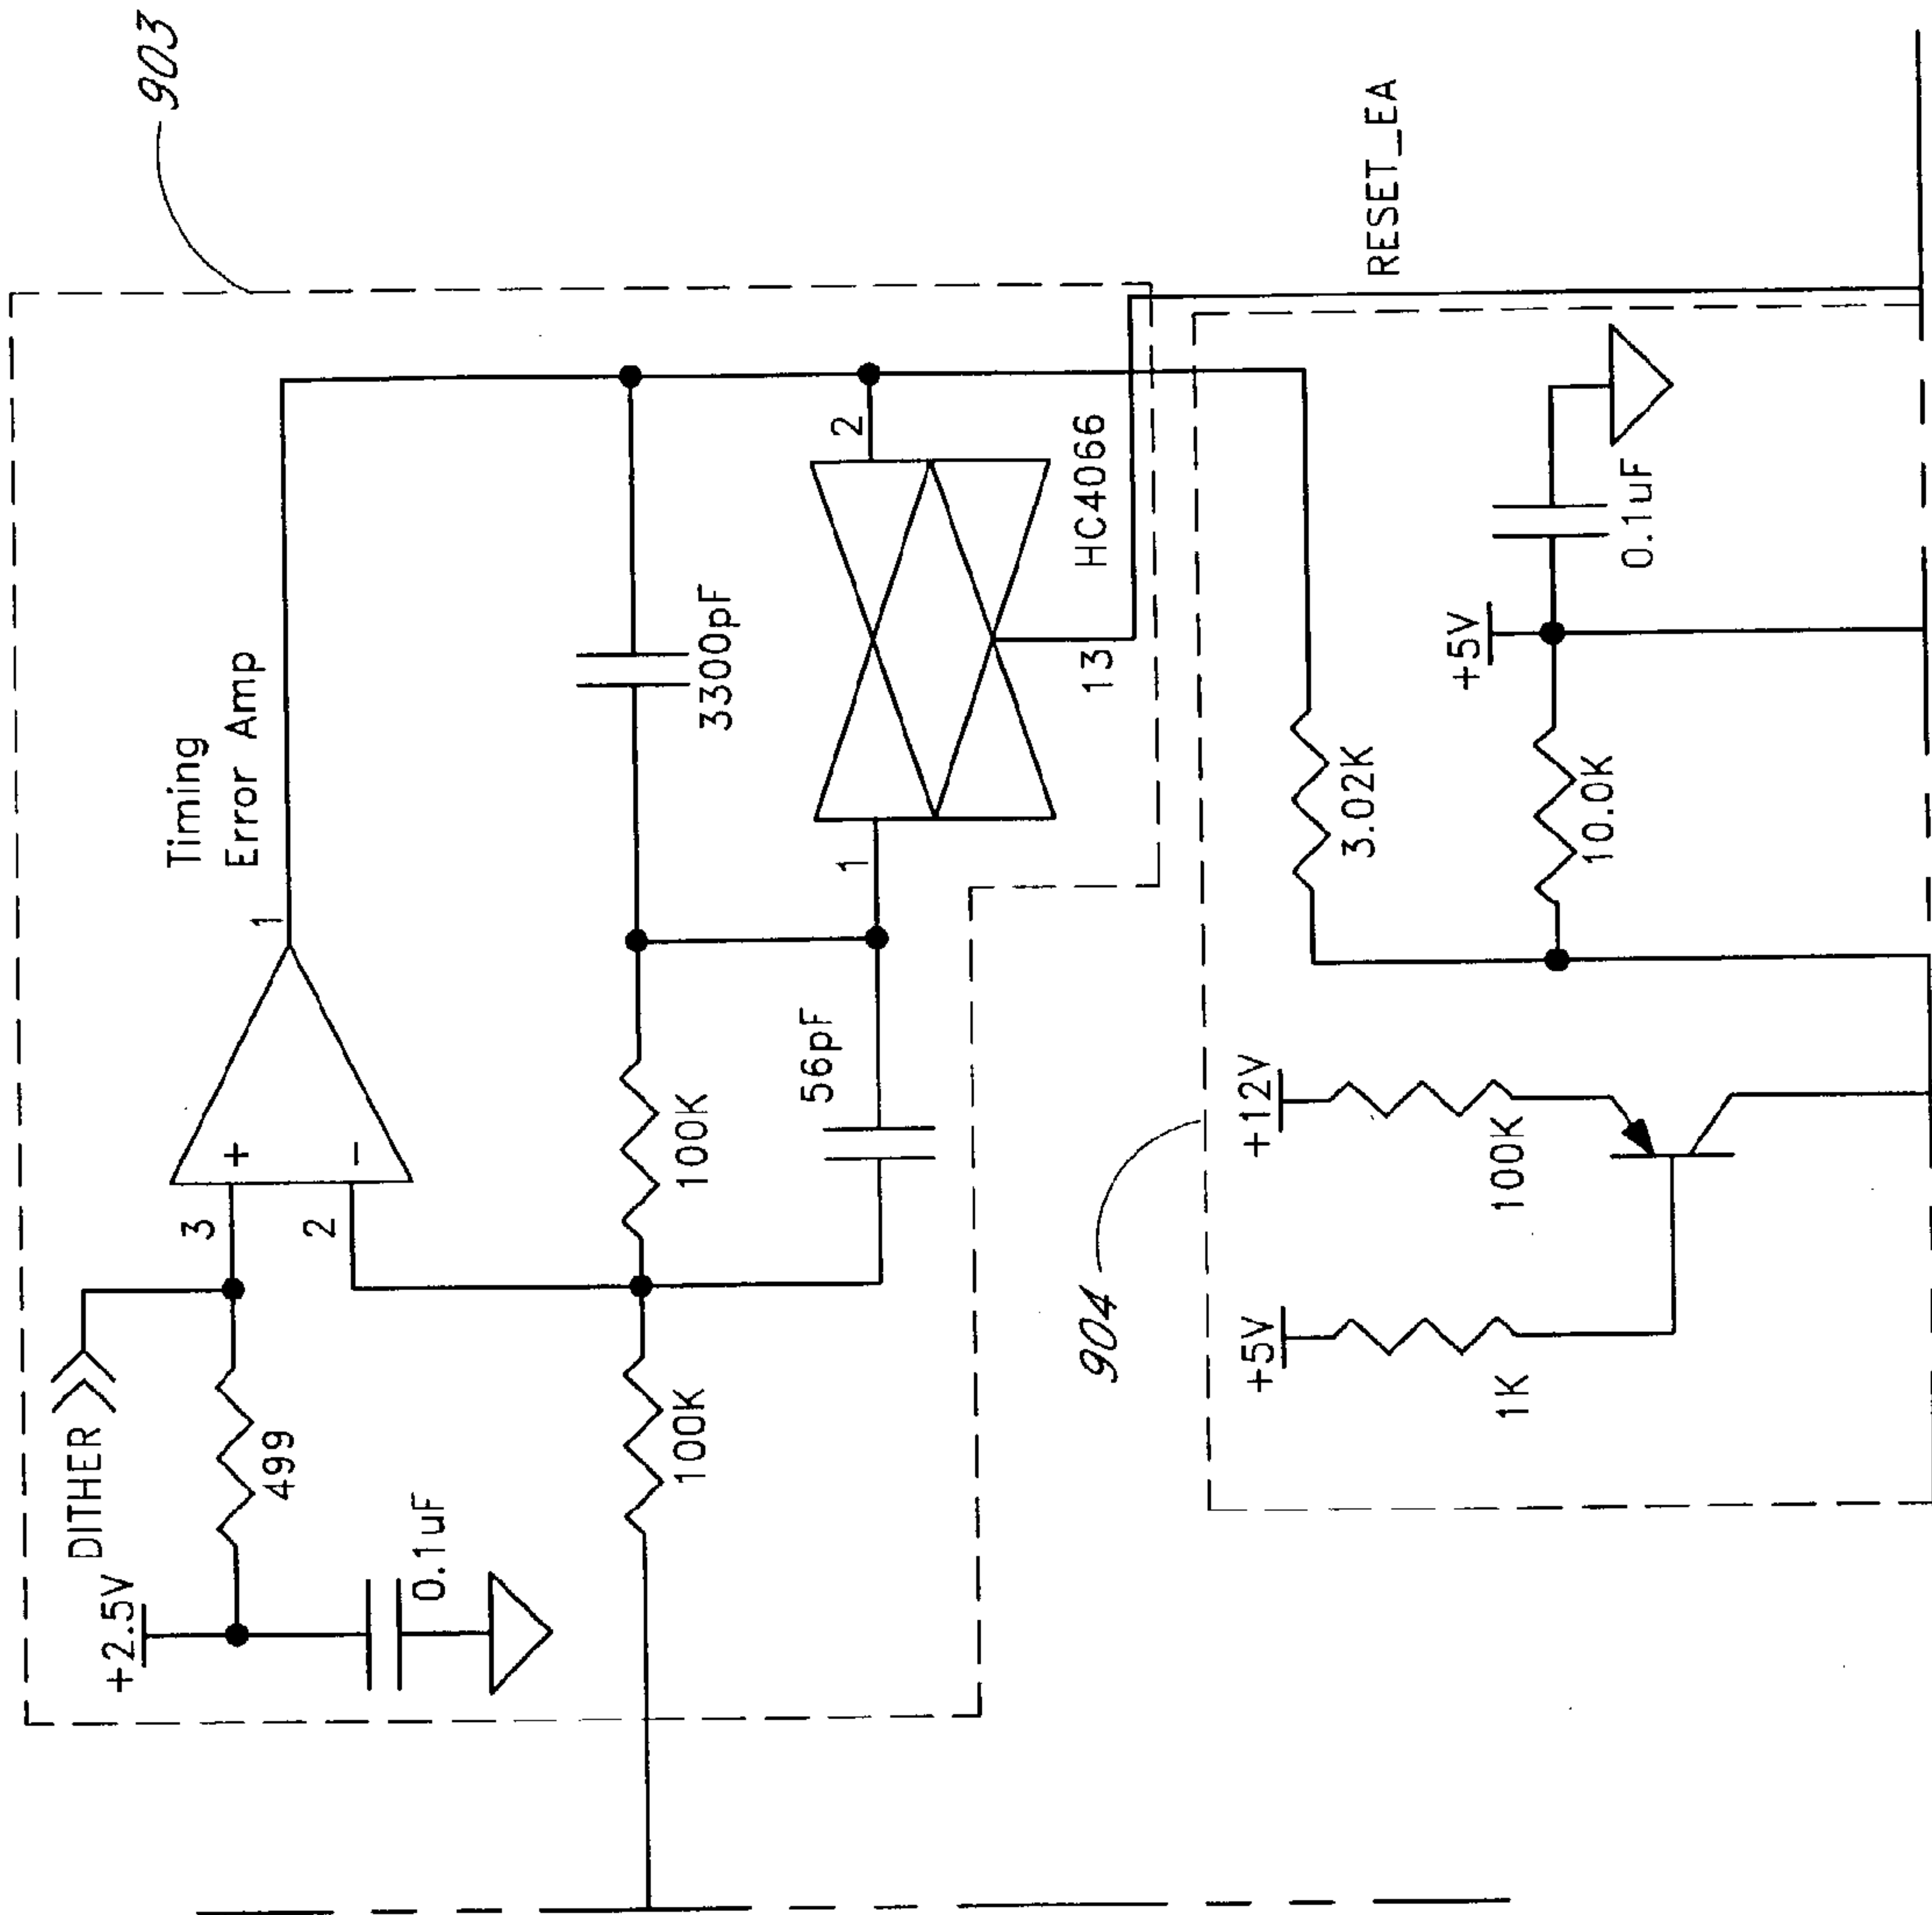 903
DITHER
+2.5V
499
0.1uF
3
2
+
−
1
Timing
Error Amp
100K
100K
56pF
3300pF
1
2
13
HC4066
RESET_EA
904
3.02K
+5V
1K
+12V
100K
10.0K
+5V
0.1uF